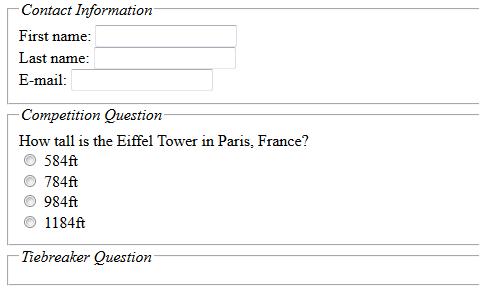 Contact Information
First name:
Last name:
E-mail:
Competition Question
How tall is the Eiffel Tower in Paris, France?
584ft
784ft
984ft
1184ft
Tiebreaker Question